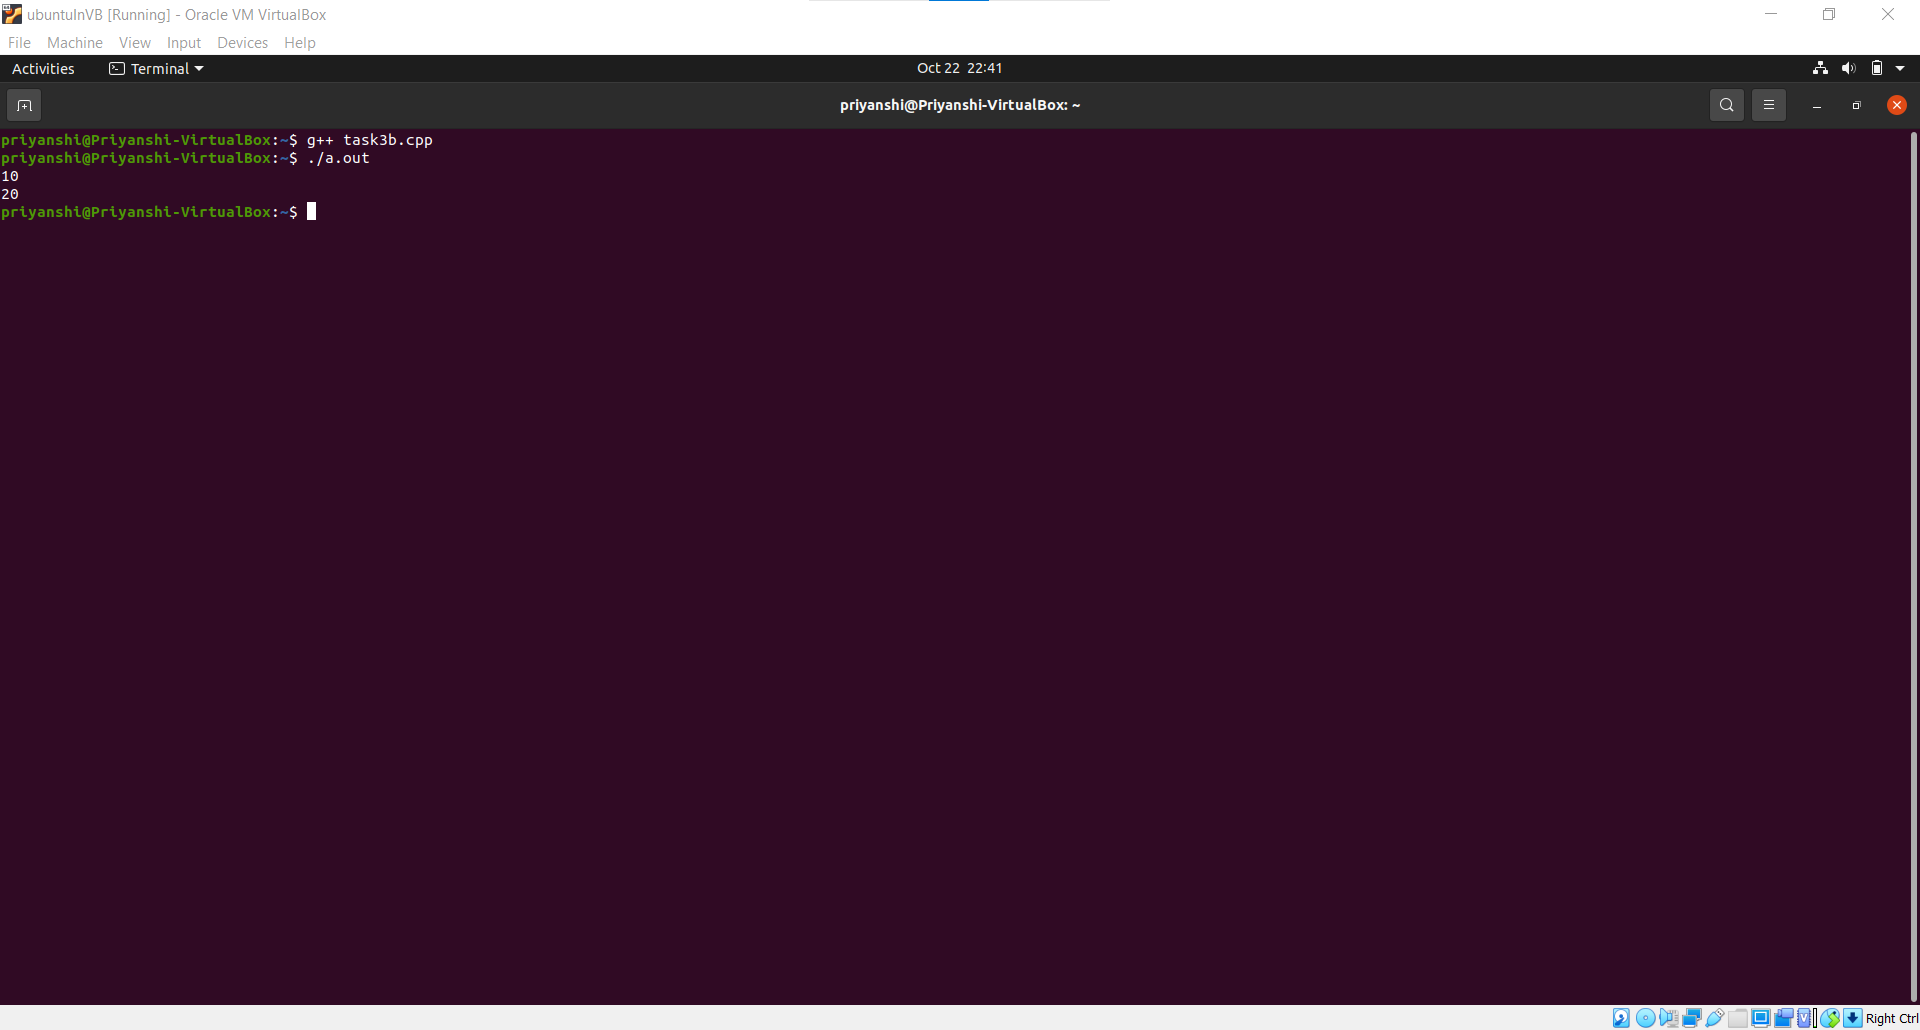 ubuntuInVB [Running] - Oracle VM VirtualBox
File Machine View Input Devices Help
Activities Terminal Oct 22 22:41
priyanshi@Priyanshi-VirtualBox: ~
priyanshi@Priyanshi-VirtualBox:~$ g++ task3b.cpp
priyanshi@Priyanshi-VirtualBox:~$ ./a.out
10
20
priyanshi@Priyanshi-VirtualBox:~$
Right Ctrl